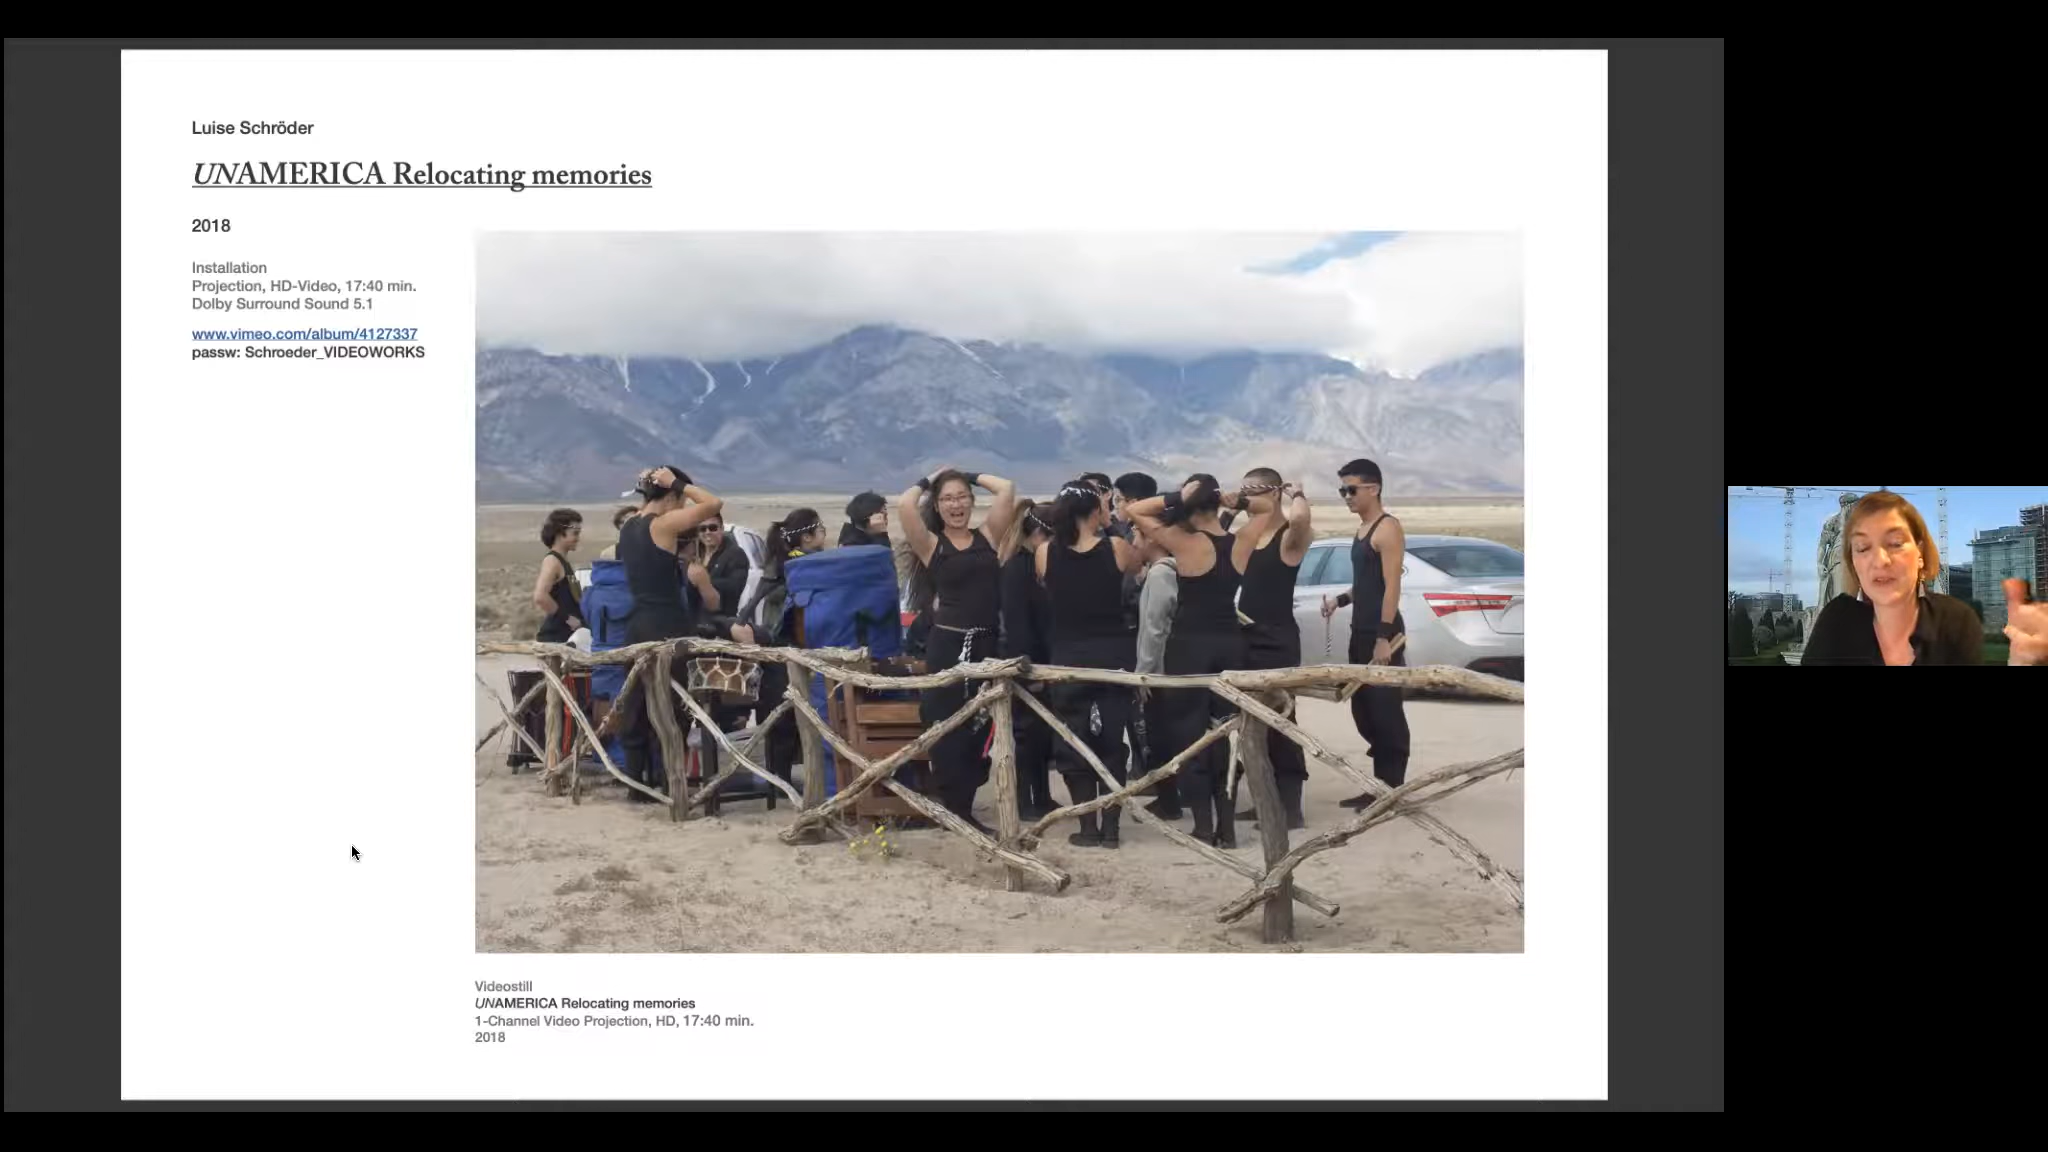 Luise Schröder
UNAMERICA Relocating memories
2018
Installation
Projection, HD-Video, 17:40 min.
Dolby Surround Sound 5.1
www.vimeo.com/album/4127337
passw: Schroeder_VIDEOWORKS
Videostill
UNAMERICA Relocating memories
1-Channel Video Projection, HD, 17:40 min.
2018